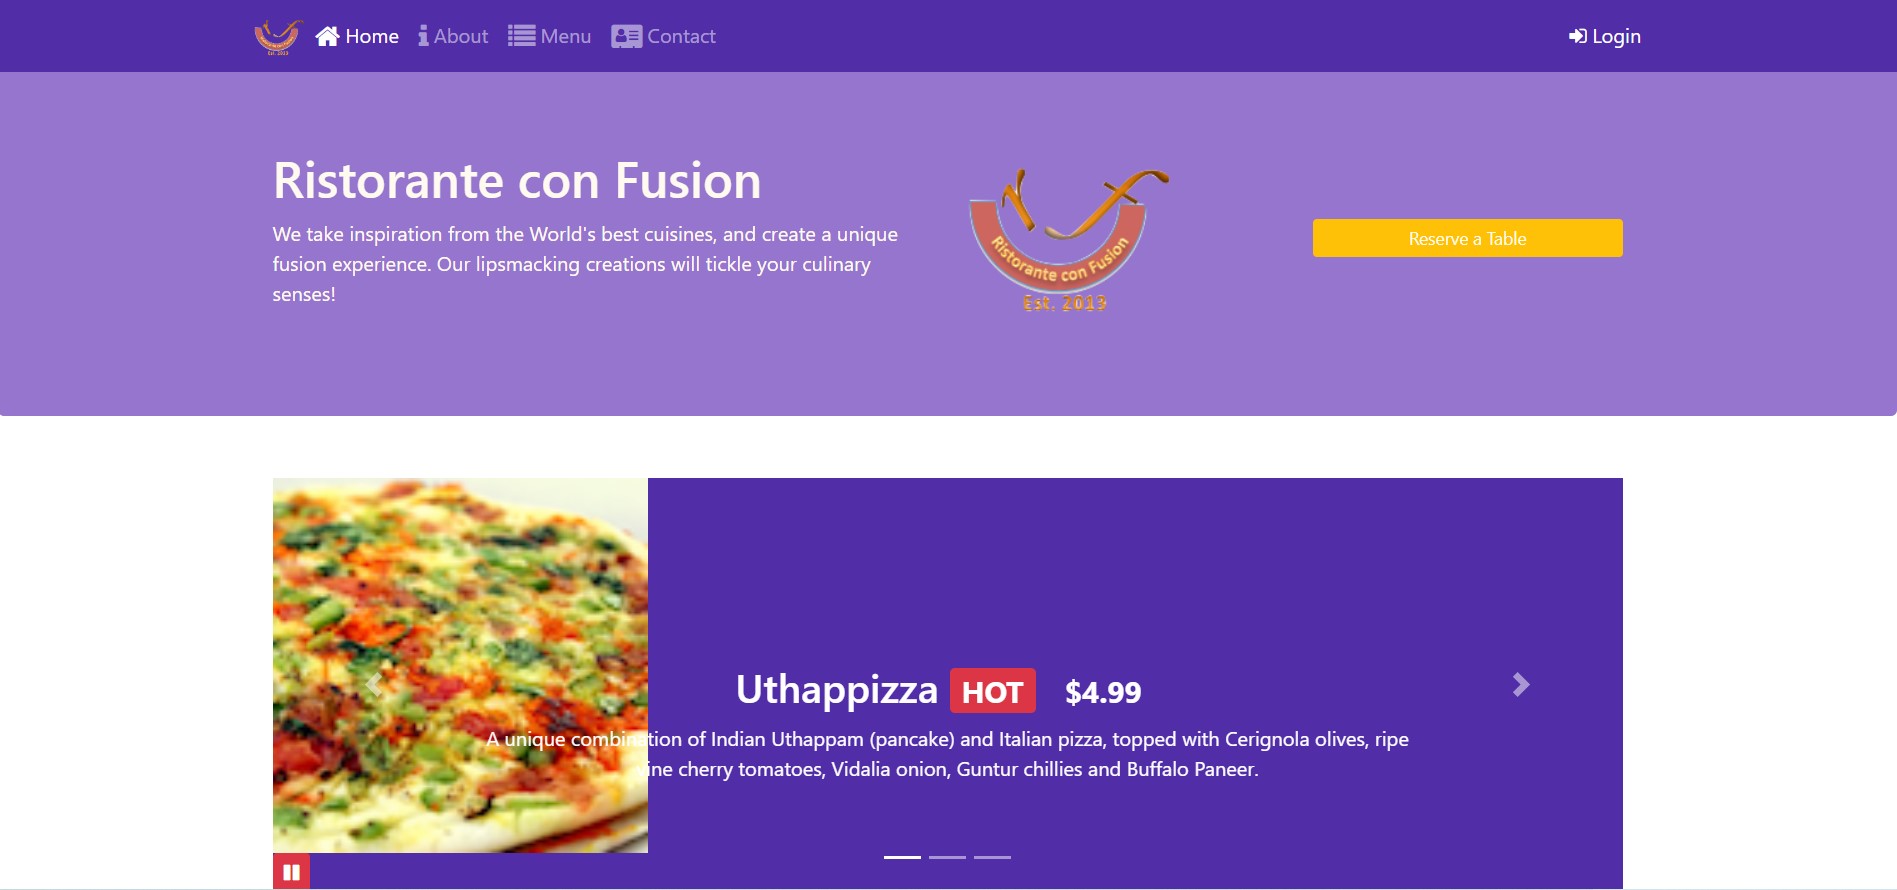 Home About Menu Contact Login
Ristorante con Fusion
We take inspiration from the World's best cuisines, and create a unique
fusion experience. Our lipsmacking creations will tickle your culinary
senses!
Ristorante con Fusion
Est. 2013
Reserve a Table
Uthappizza HOT $4.99
A unique combination of Indian Uthappam (pancake) and Italian pizza, topped with Cerignola olives, ripe
vine cherry tomatoes, Vidalia onion, Guntur chillies and Buffalo Paneer.